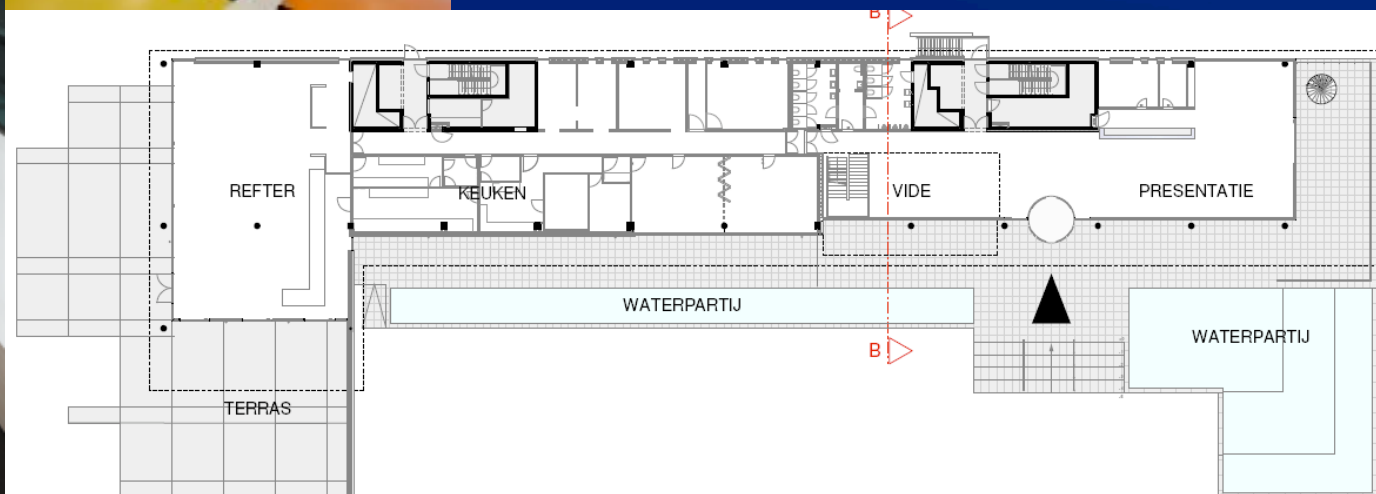 B
REFTER
KEUKEN
VIDE
PRESENTATIE
WATERPARTIJ
WATERPARTIJ
B
TERRAS